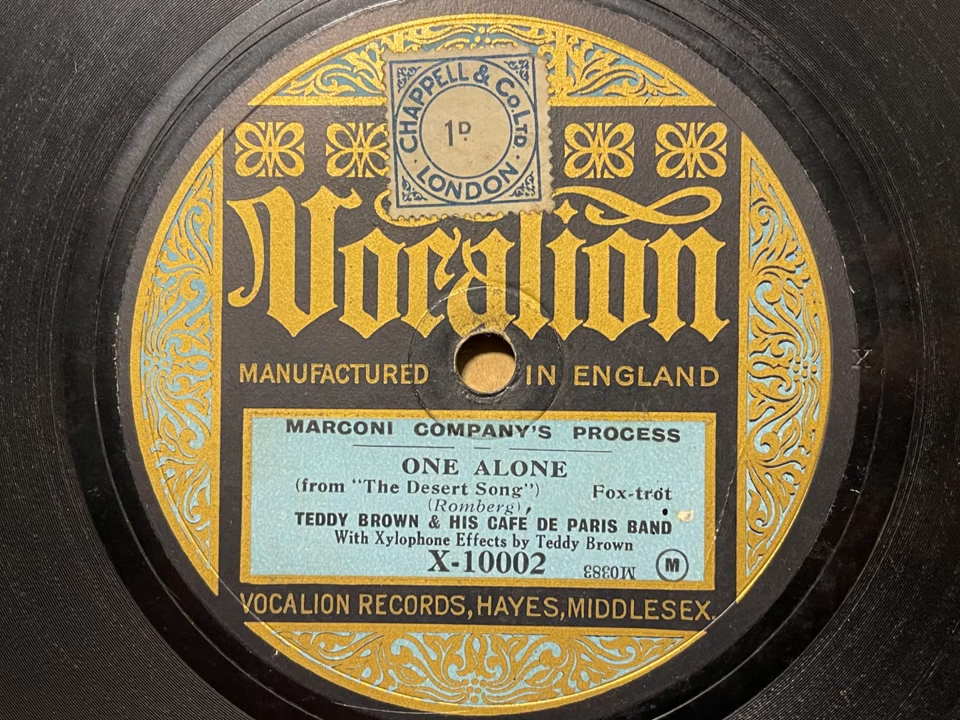 CHAPPELL & Co. LTD
1D.
· LONDON ·
Vocalion
MANUFACTURED IN ENGLAND
MARCONI COMPANY'S PROCESS
ONE ALONE
(from "The Desert Song") Fox-trot
(Romberg)
TEDDY BROWN & HIS CAFE DE PARIS BAND
With Xylophone Effects by Teddy Brown
X-10002 M0383 M
VOCALION RECORDS, HAYES, MIDDLESEX.
X